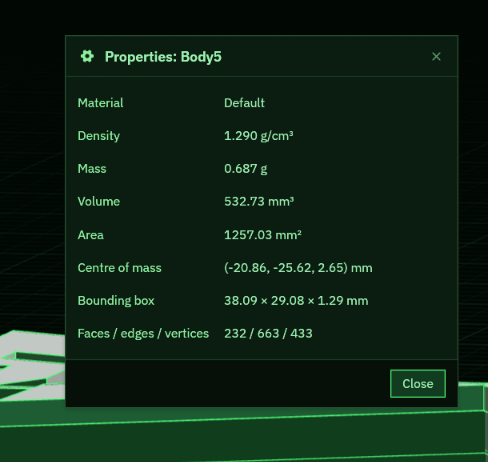 Properties: Body5
Material Default
Density 1.290 g/cm³
Mass 0.687 g
Volume 532.73 mm³
Area 1257.03 mm²
Centre of mass (-20.86, -25.62, 2.65) mm
Bounding box 38.09 × 29.08 × 1.29 mm
Faces / edges / vertices 232 / 663 / 433
Close